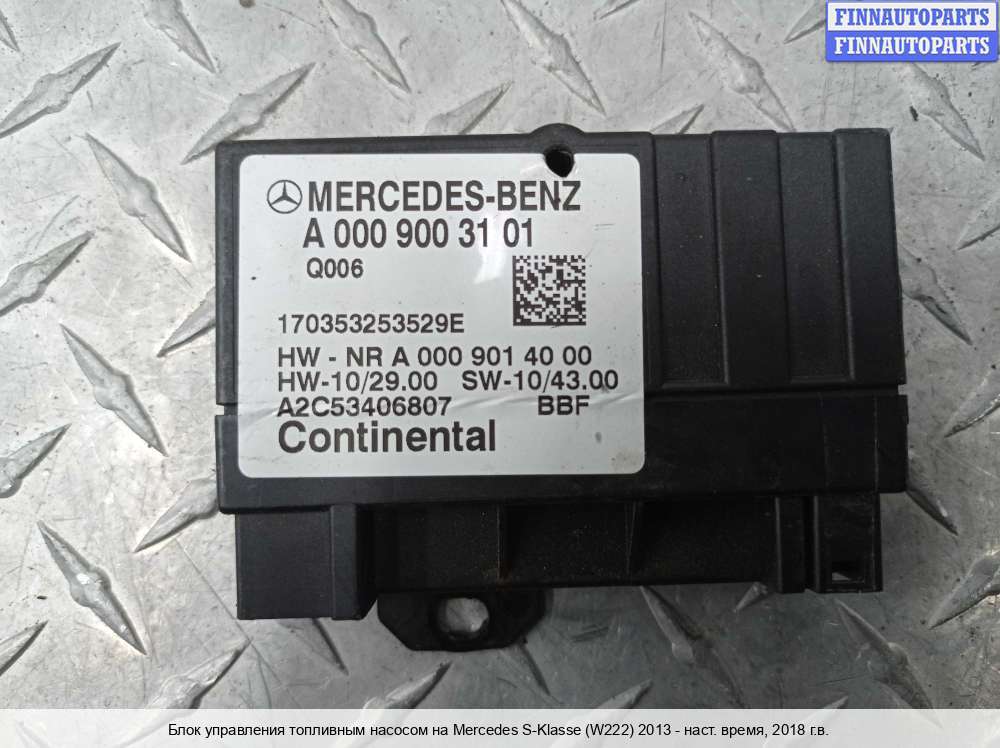 FINNAUTOPARTS
FINNAUTOPARTS
MERCEDES-BENZ
A 000 900 31 01
Q006
170353253529E
HW - NR A 000 901 40 00
HW-10/29.00 SW-10/43.00
A2C53406807 BBF
Continental
Блок управления топливным насосом на Mercedes S-Klasse (W222) 2013 - наст. время, 2018 г.в.